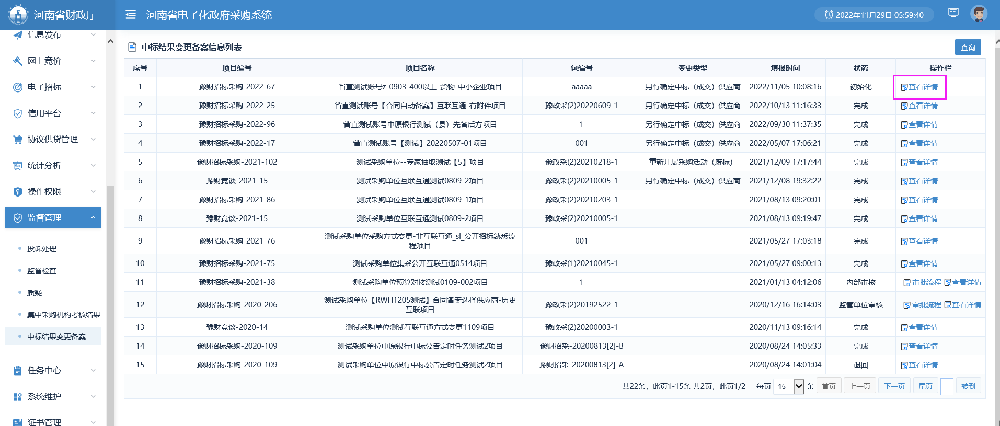 河南省财政厅
河南省电子化政府采购系统
2022年11月29日 05:59:40
信息发布
网上竞价
电子招标
信用平台
协议供货管理
统计分析
操作权限
监督管理
投诉处理
监督检查
质疑
集中采购机构考核结果
中标结果变更备案
任务中心
系统维护
证书管理
中标结果变更备案信息列表
查询
序号 项目编号 项目名称 包编号 变更类型 填报时间 状态 操作栏
1 豫财招标采购-2022-67 省直测试账号z-0903-400以上-货物-中小企业项目 aaaaa 另行确定中标（成交）供应商 2022/11/05 10:08:16 初始化 查看详情
2 豫财招标采购-2022-25 省直测试账号【合同自动备案】互联互通-有附件项目 豫政采(2)20220609-1 另行确定中标（成交）供应商 2022/10/13 11:16:33 完成 查看详情
3 豫财招标采购-2022-96 省直测试账号中原银行测试（县）先备后方项目 1 另行确定中标（成交）供应商 2022/09/30 11:37:35 完成 查看详情
4 豫财招标采购-2022-17 省直测试账号【测试】20220507-01项目 001 另行确定中标（成交）供应商 2022/05/07 17:06:21 完成 查看详情
5 豫财招标采购-2021-102 测试采购单位--专家抽取测试【5】项目 豫政采(2)20210218-1 重新开展采购活动（废标） 2021/12/09 17:17:44 完成 查看详情
6 豫财竞谈-2021-15 测试采购单位互联互通测试0809-2项目 豫政采(2)20210005-1 另行确定中标（成交）供应商 2021/12/08 19:32:22 完成 查看详情
7 豫财招标采购-2021-86 测试采购单位互联互通测试0809-1项目 豫政采(2)20210203-1 2021/08/13 09:20:01 完成 查看详情
8 豫财竞谈-2021-15 测试采购单位互联互通测试0809-2项目 豫政采(2)20210005-1 2021/08/13 09:19:47 完成 查看详情
9 豫财招标采购-2021-76 测试采购单位采购方式变更-非互联互通_sl_公开招标熟悉流
程项目 001 2021/05/27 17:03:18 完成 查看详情
10 豫财招标采购-2021-75 测试采购单位集采公开互联互通0514项目 豫政采(1)20210045-1 2021/05/27 09:00:13 完成 查看详情
11 豫财招标采购-2021-38 测试采购单位预算对接测试0109-002项目 1 2021/01/13 04:12:06 内部审核 审批流程 查看详情
12 豫财招标采购-2020-206 测试采购单位【RWH1205测试】合同备案选择供应商-历史
互联项目 豫政采(2)20192522-1 2020/12/16 16:14:03 监管单位审核 审批流程 查看详情
13 豫财竞谈-2020-14 测试采购单位测试互联互通方式变更1109项目 豫政采(2)20200003-1 2020/11/13 09:16:14 完成 查看详情
14 豫财招标采购-2020-109 测试采购单位中原银行中标公告定时任务测试2项目 豫财招采-20200813[2]-B 2020/08/24 14:05:33 完成 查看详情
15 豫财招标采购-2020-109 测试采购单位中原银行中标公告定时任务测试2项目 豫财招采-20200813[2]-A 2020/08/24 14:01:04 退回 查看详情
共22条，此页1-15条 共2页，此页1/2 每页 15 条 首页 上一页 下一页 尾页 转到